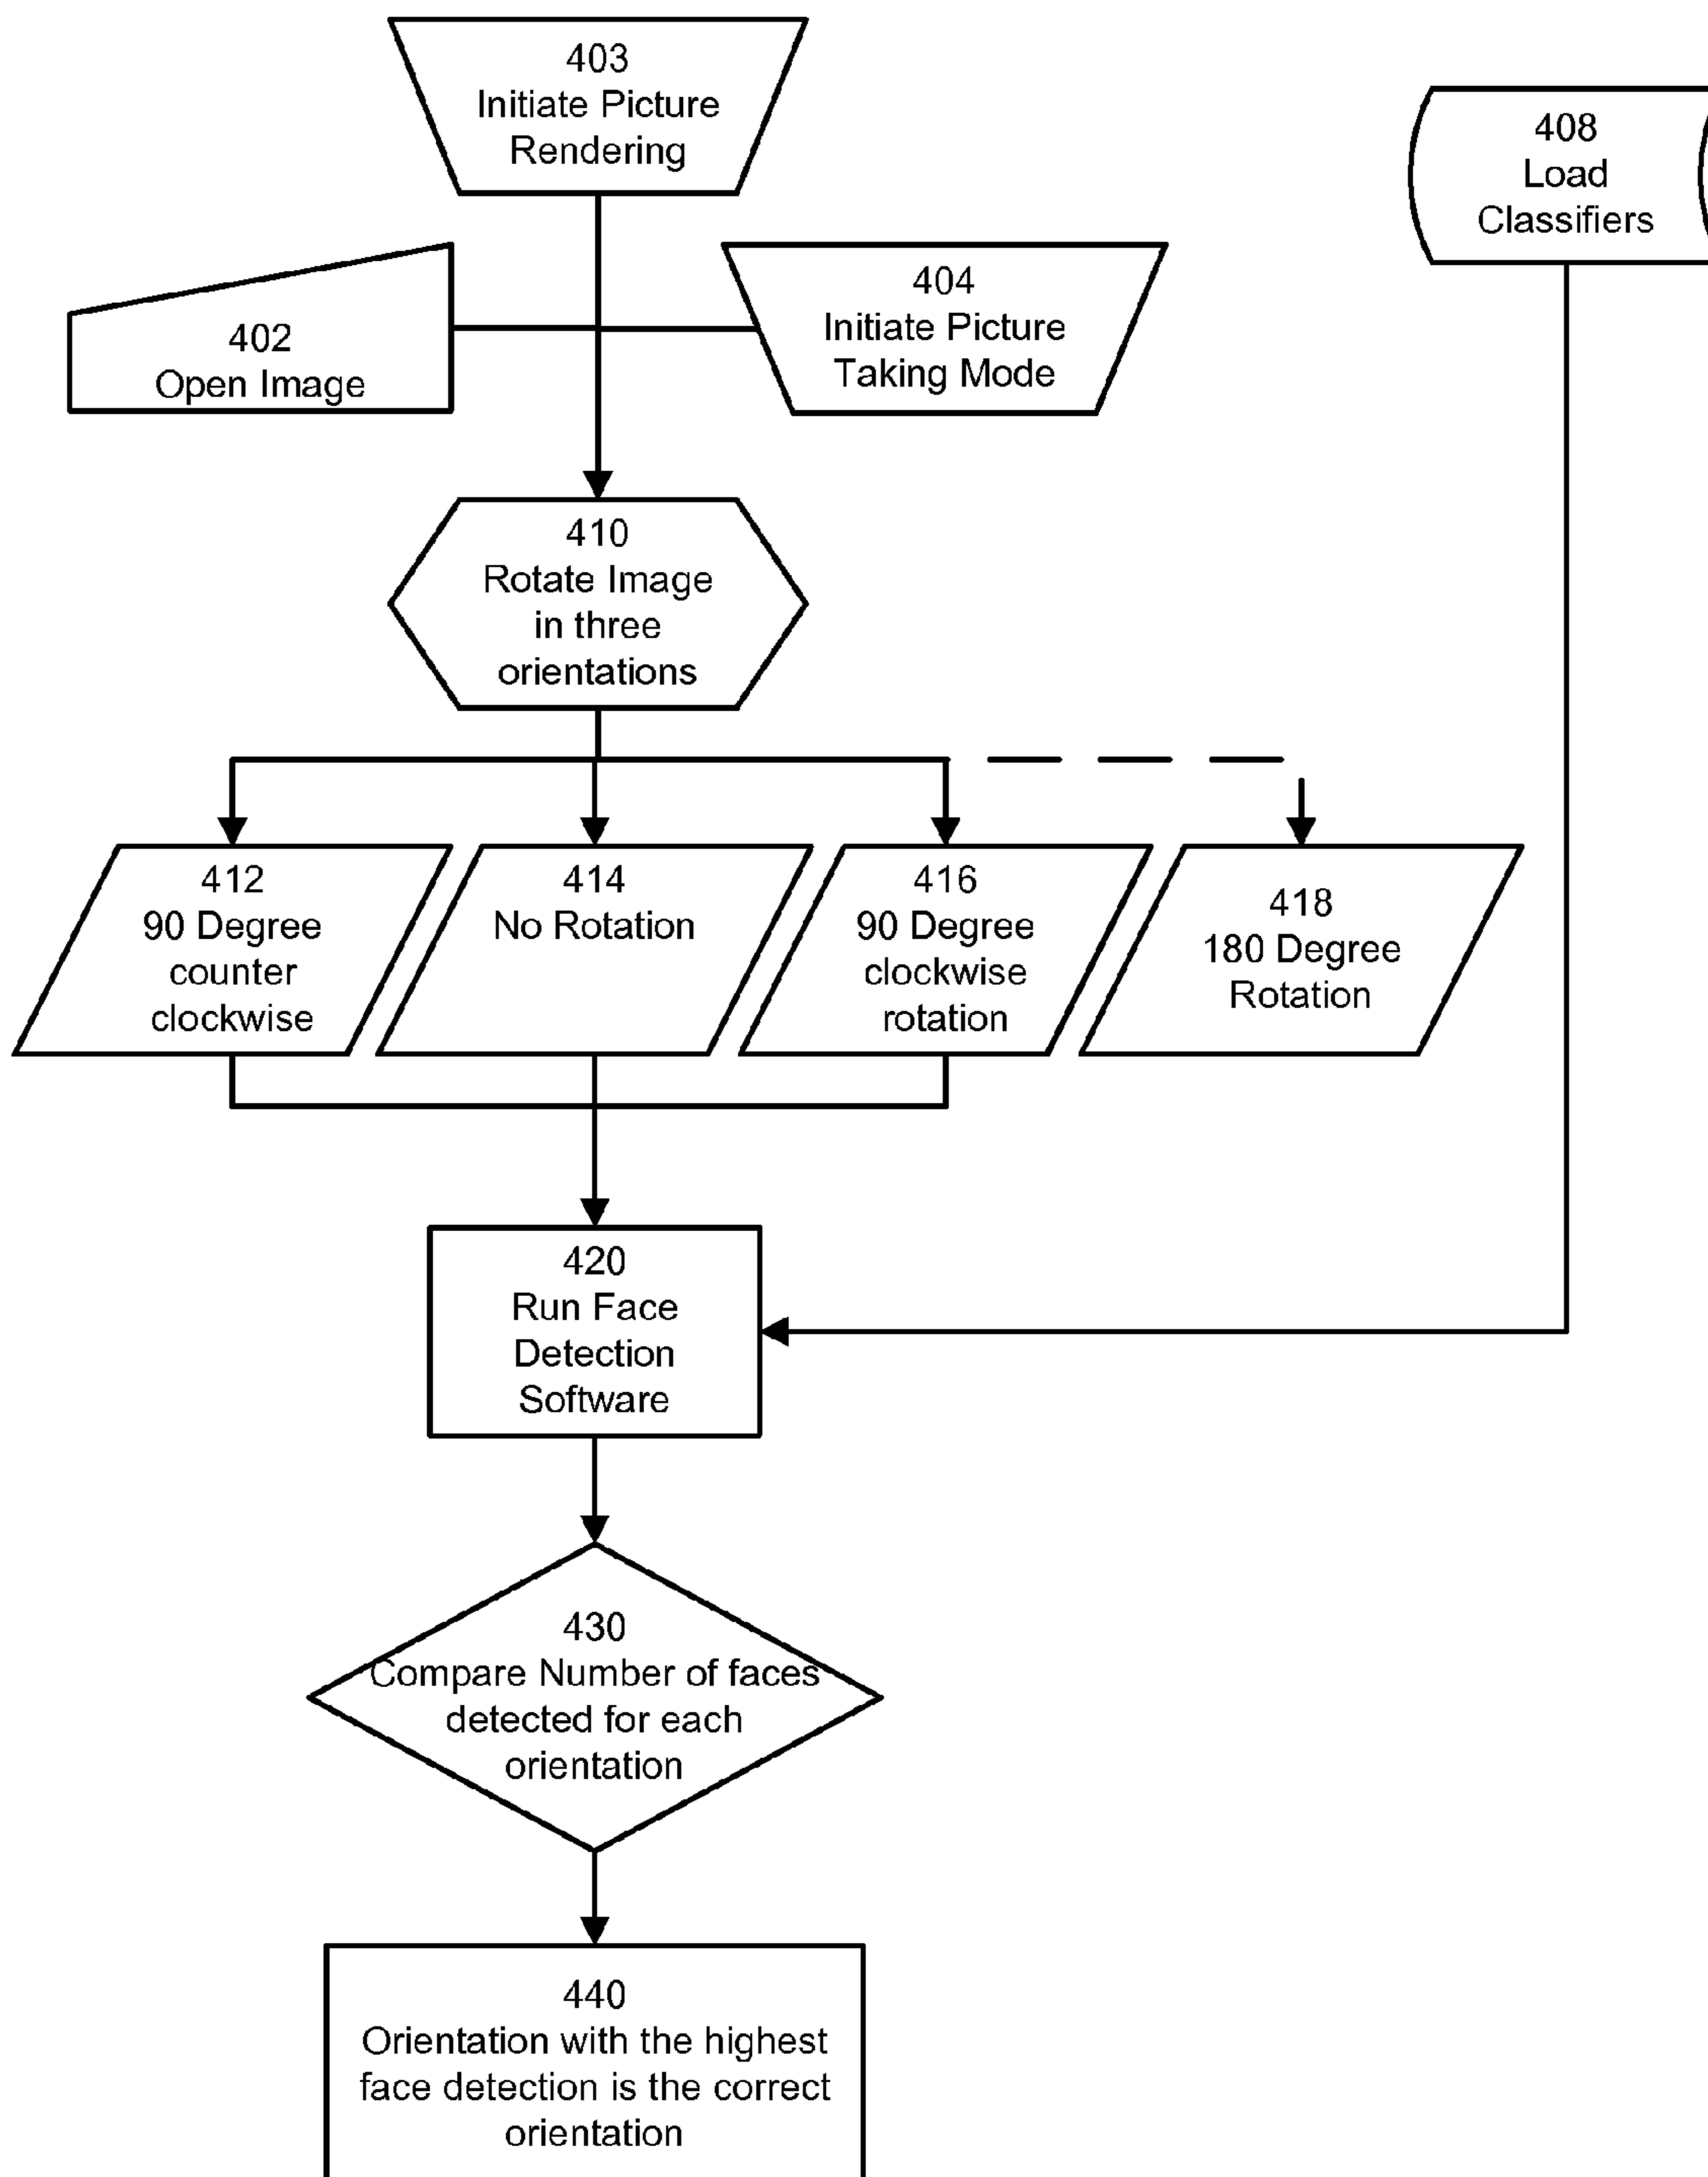 403
Initiate Picture
Rendering
408
Load
Classifiers
402
Open Image
404
Initiate Picture
Taking Mode
410
Rotate Image
in three
orientations
412
90 Degree
counter
clockwise
414
No Rotation
416
90 Degree
clockwise
rotation
418
180 Degree
Rotation
420
Run Face
Detection
Software
430
Compare Number of faces
detected for each
orientation
440
Orientation with the highest
face detection is the correct
orientation